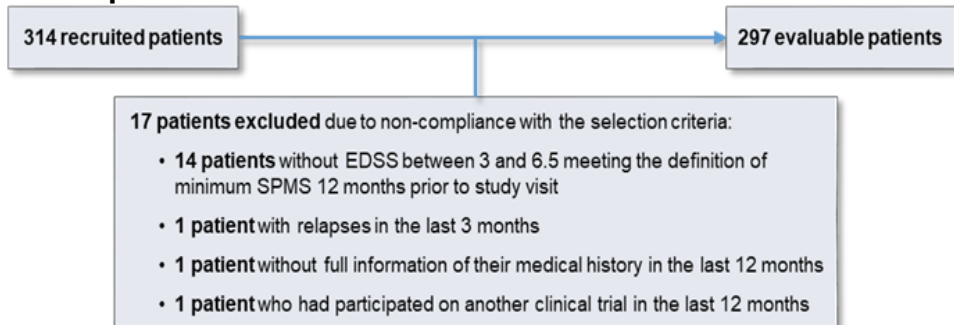 314 recruited patients
297 evaluable patients
17 patients excluded due to non-compliance with the selection criteria:
• 14 patients without EDSS between 3 and 6.5 meeting the definition of
minimum SPMS 12 months prior to study visit
• 1 patient with relapses in the last 3 months
• 1 patient without full information of their medical history in the last 12 months
• 1 patient who had participated on another clinical trial in the last 12 months